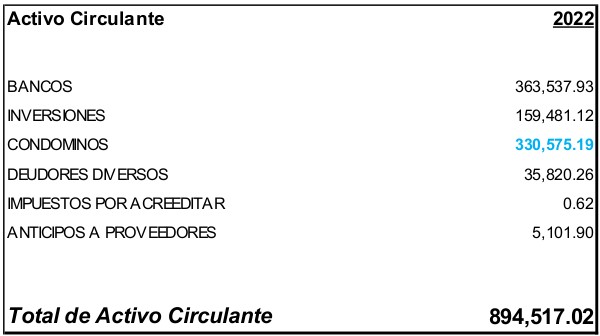 Activo Circulante 2022
BANCOS 363,537.93
INVERSIONES 159,481.12
CONDOMINOS 330,575.19
DEUDORES DIVERSOS 35,820.26
IMPUESTOS POR ACREEDITAR 0.62
ANTICIPOS A PROVEEDORES 5,101.90
Total de Activo Circulante 894,517.02